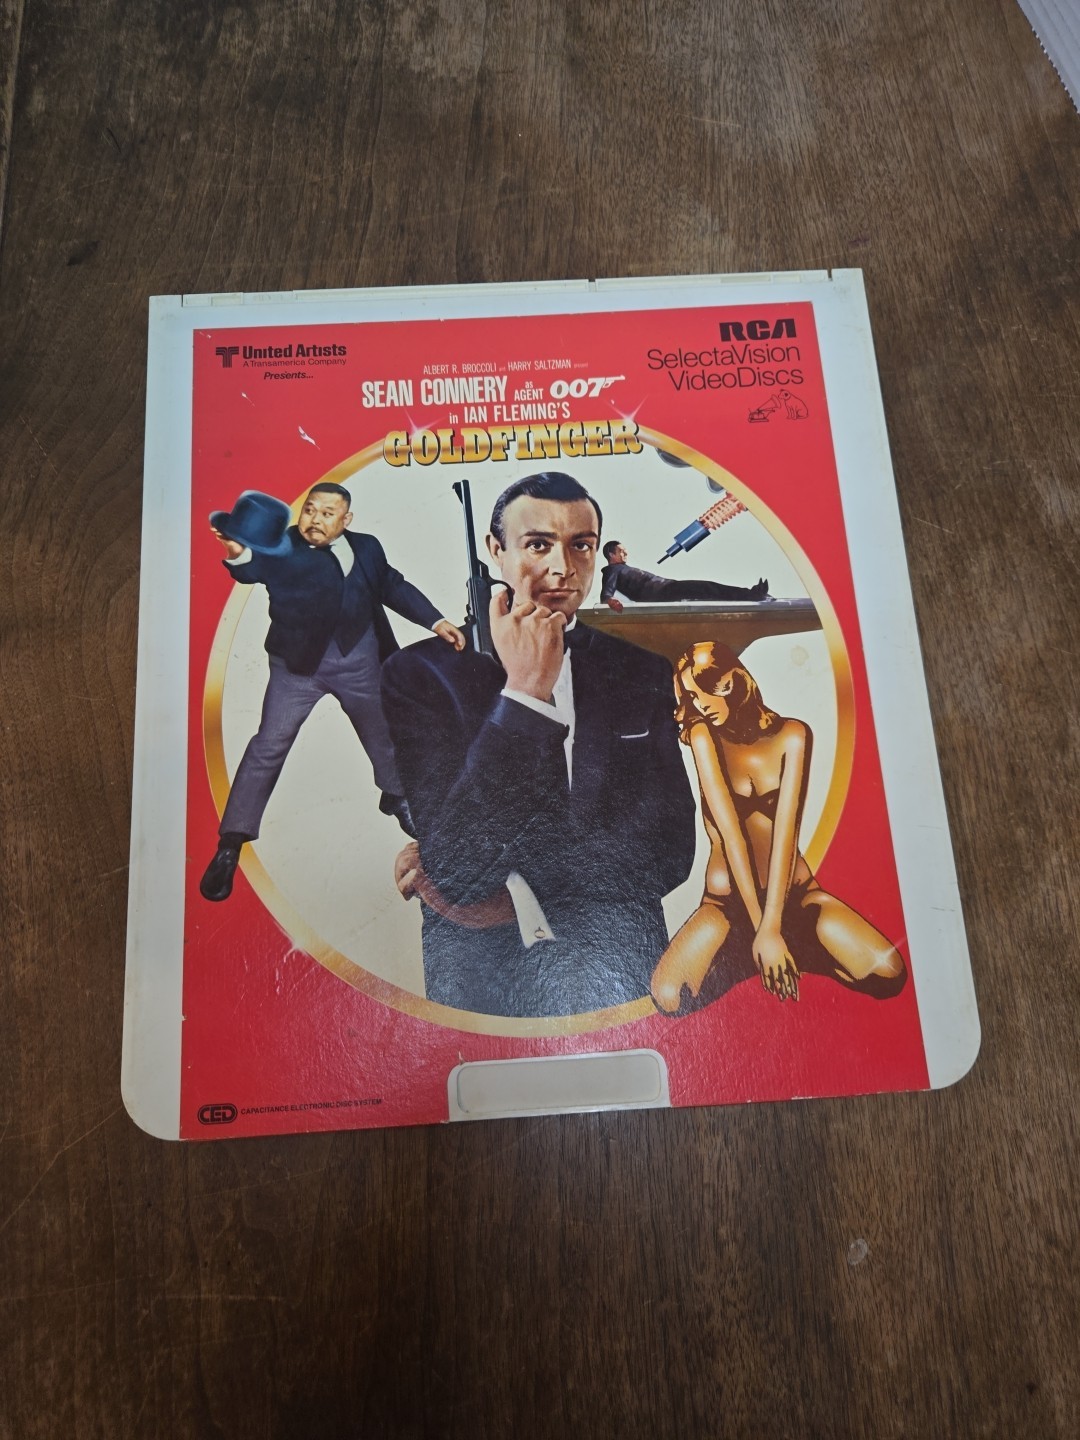 United Artists
A Transamerica Company
Presents...
RCA
SelectaVision
VideoDiscs
ALBERT R. BROCCOLI and HARRY SALTZMAN present
SEAN CONNERY as AGENT 007
in IAN FLEMING'S
GOLDFINGER
CED CAPACITANCE ELECTRONIC DISC SYSTEM